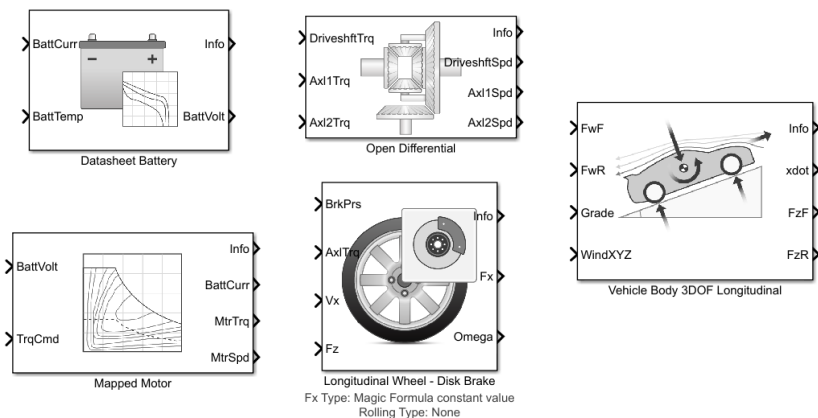 BattCurr
Info
BattTemp
BattVolt
Datasheet Battery
DriveshftTrq
Info
DriveshftSpd
Axl1Trq
Axl1Spd
Axl2Trq
Axl2Spd
Open Differential
FwF
Info
FwR
xdot
Grade
FzF
WindXYZ
FzR
Vehicle Body 3DOF Longitudinal
BattVolt
Info
BattCurr
MtrTrq
TrqCmd
MtrSpd
Mapped Motor
BrkPrs
Info
AxlTrq
Fx
Vx
Omega
Fz
Longitudinal Wheel - Disk Brake
Fx Type: Magic Formula constant value
Rolling Type: None